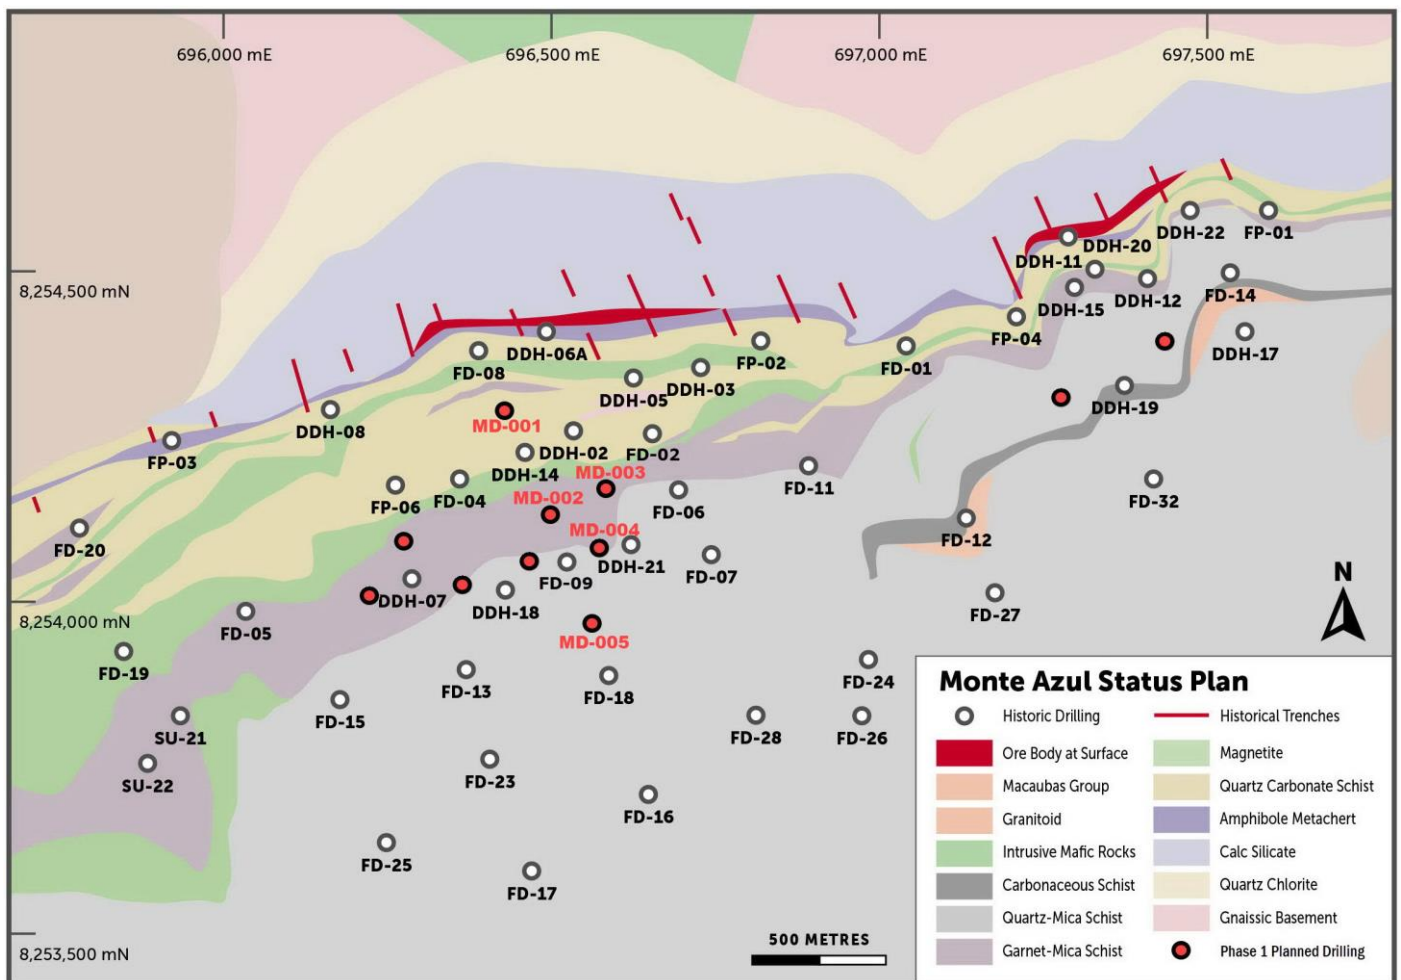 696,000 mE
696,500 mE
697,000 mE
697,500 mE
8,254,500 mN
8,254,000 mN
8,253,500 mN
DDH-22
FP-01
DDH-20
DDH-11
DDH-15
DDH-12
FD-14
FP-04
DDH-17
DDH-06A
FD-08
FP-02
FD-01
DDH-05
DDH-03
DDH-19
MD-001
DDH-08
FP-03
DDH-02
FD-02
DDH-14
MD-003
FD-11
FP-06
FD-04
MD-002
FD-06
FD-32
MD-004
FD-12
FD-20
DDH-21
FD-09
FD-07
DDH-07
DDH-18
FD-27
FD-05
MD-005
FD-19
FD-13
FD-18
FD-24
FD-15
SU-21
FD-28
FD-26
SU-22
FD-23
FD-16
FD-25
FD-17
N
500 METRES
Monte Azul Status Plan
Historic Drilling
Ore Body at Surface
Macaubas Group
Granitoid
Intrusive Mafic Rocks
Carbonaceous Schist
Quartz-Mica Schist
Garnet-Mica Schist
Historical Trenches
Magnetite
Quartz Carbonate Schist
Amphibole Metachert
Calc Silicate
Quartz Chlorite
Gnaissic Basement
Phase 1 Planned Drilling